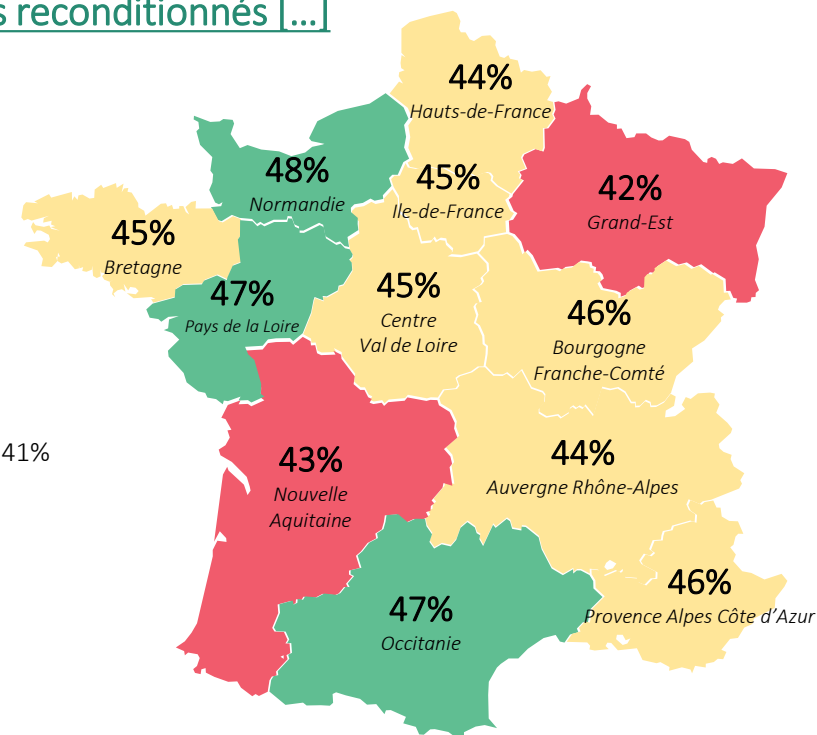 s reconditionnés [...]
44%
Hauts-de-France
48%
Normandie
45%
Ile-de-France
42%
Grand-Est
45%
Bretagne
47%
Pays de la Loire
45%
Centre
Val de Loire
46%
Bourgogne
Franche-Comté
41%
43%
Nouvelle
Aquitaine
44%
Auvergne Rhône-Alpes
46%
Provence Alpes Côte d’Azur
47%
Occitanie